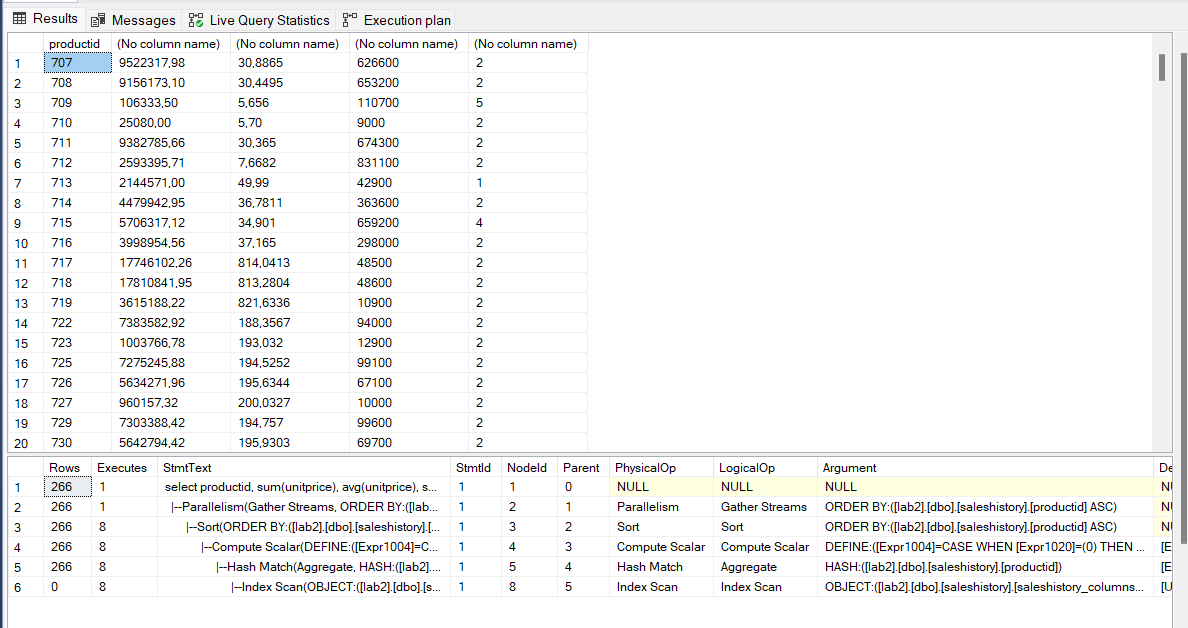 Results Messages Live Query Statistics Execution plan
productid (No column name) (No column name) (No column name) (No column name)
1 707 9522317,98 30,8865 626600 2
2 708 9156173,10 30,4495 653200 2
3 709 106333,50 5,656 110700 5
4 710 25080,00 5,70 9000 2
5 711 9382785,66 30,365 674300 2
6 712 2593395,71 7,6682 831100 2
7 713 2144571,00 49,99 42900 1
8 714 4479942,95 36,7811 363600 2
9 715 5706317,12 34,901 659200 4
10 716 3998954,56 37,165 298000 2
11 717 17746102,26 814,0413 48500 2
12 718 17810841,95 813,2804 48600 2
13 719 3615188,22 821,6336 10900 2
14 722 7383582,92 188,3567 94000 2
15 723 1003766,78 193,032 12900 2
16 725 7275245,88 194,5252 99100 2
17 726 5634271,96 195,6344 67100 2
18 727 960157,32 200,0327 10000 2
19 729 7303388,42 194,757 99600 2
20 730 5642794,42 195,9303 69700 2
Rows Executes StmtText StmtId NodeId Parent PhysicalOp LogicalOp Argument De
1 266 1 select productid, sum(unitprice), avg(unitprice), s... 1 1 0 NULL NULL NULL NU
2 266 1 |--Parallelism(Gather Streams, ORDER BY:([lab... 1 2 1 Parallelism Gather Streams ORDER BY:([lab2].[dbo].[saleshistory].[productid] ASC) NU
3 266 8 |--Sort(ORDER BY:([lab2].[dbo].[saleshistory].[... 1 3 2 Sort Sort ORDER BY:([lab2].[dbo].[saleshistory].[productid] ASC) NU
4 266 8 |--Compute Scalar(DEFINE:([Expr1004]=C... 1 4 3 Compute Scalar Compute Scalar DEFINE:([Expr1004]=CASE WHEN [Expr1020]=(0) THEN ... [E
5 266 8 |--Hash Match(Aggregate, HASH:([lab2].... 1 5 4 Hash Match Aggregate HASH:([lab2].[dbo].[saleshistory].[productid]) [E
6 0 8 |--Index Scan(OBJECT:([lab2].[dbo].[s... 1 8 5 Index Scan Index Scan OBJECT:([lab2].[dbo].[saleshistory].[saleshistory_columns... [U